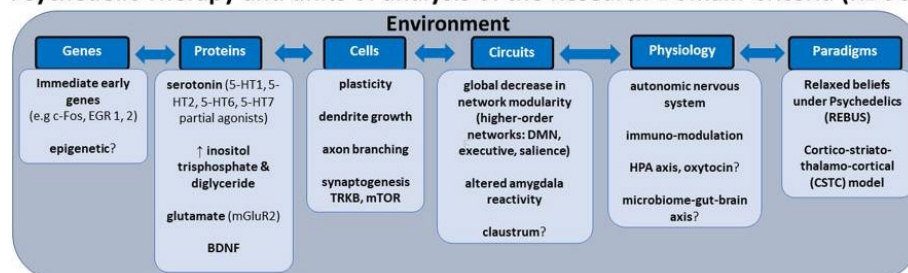 Environment
Genes
Proteins
Cells
Circuits
Physiology
Paradigms
Immediate early
genes
(e.g c-Fos, EGR 1, 2)
epigenetic?
serotonin (5-HT1, 5-
HT2, 5-HT6, 5-HT7
partial agonists)
↑ inositol
trisphosphate &
diglyceride
glutamate (mGluR2)
BDNF
plasticity
dendrite growth
axon branching
synaptogenesis
TRKB, mTOR
global decrease in
network modularity
(higher-order
networks: DMN,
executive, salience)
altered amygdala
reactivity
claustrum?
autonomic nervous
system
immuno-modulation
HPA axis, oxytocin?
microbiome-gut-brain
axis?
Relaxed beliefs
under Psychedelics
(REBUS)
Cortico-striato-
thalamo-cortical
(CSTC) model